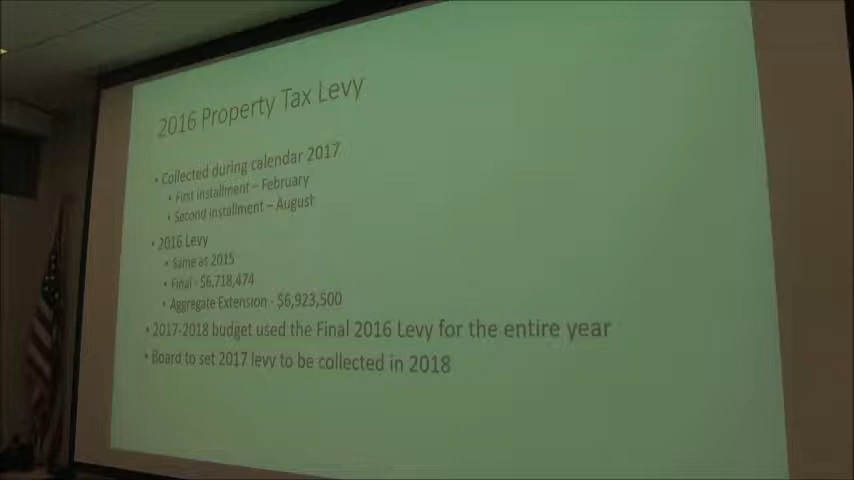 2016 Property Tax Levy
• Collected during calendar 2017
• First installment – February
• Second Installment – August
• 2016 Levy
• Same as 2015
• Final - $6,718,474
• Aggregate Extension - $6,923,500
• 2017-2018 budget used the Final 2016 Levy for the entire year
• Board to set 2017 levy to be collected in 2018